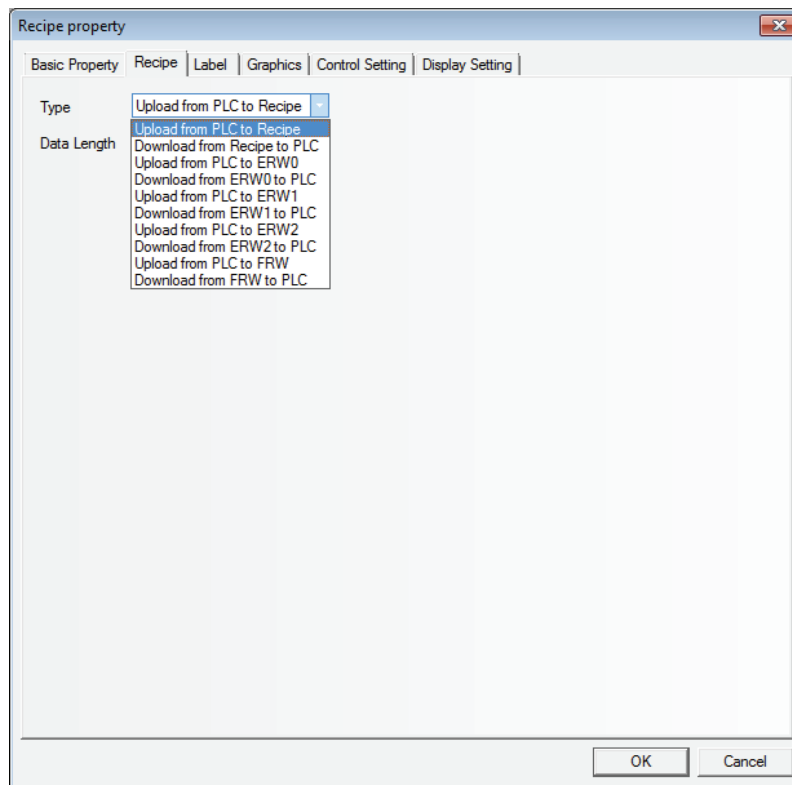 Recipe property
Basic Property Recipe Label Graphics Control Setting Display Setting
Type Upload from PLC to Recipe
Upload from PLC to Recipe
Data Length Download from Recipe to PLC
Upload from PLC to ERW0
Download from ERW0 to PLC
Upload from PLC to ERW1
Download from ERW1 to PLC
Upload from PLC to ERW2
Download from ERW2 to PLC
Upload from PLC to FRW
Download from FRW to PLC
OK Cancel